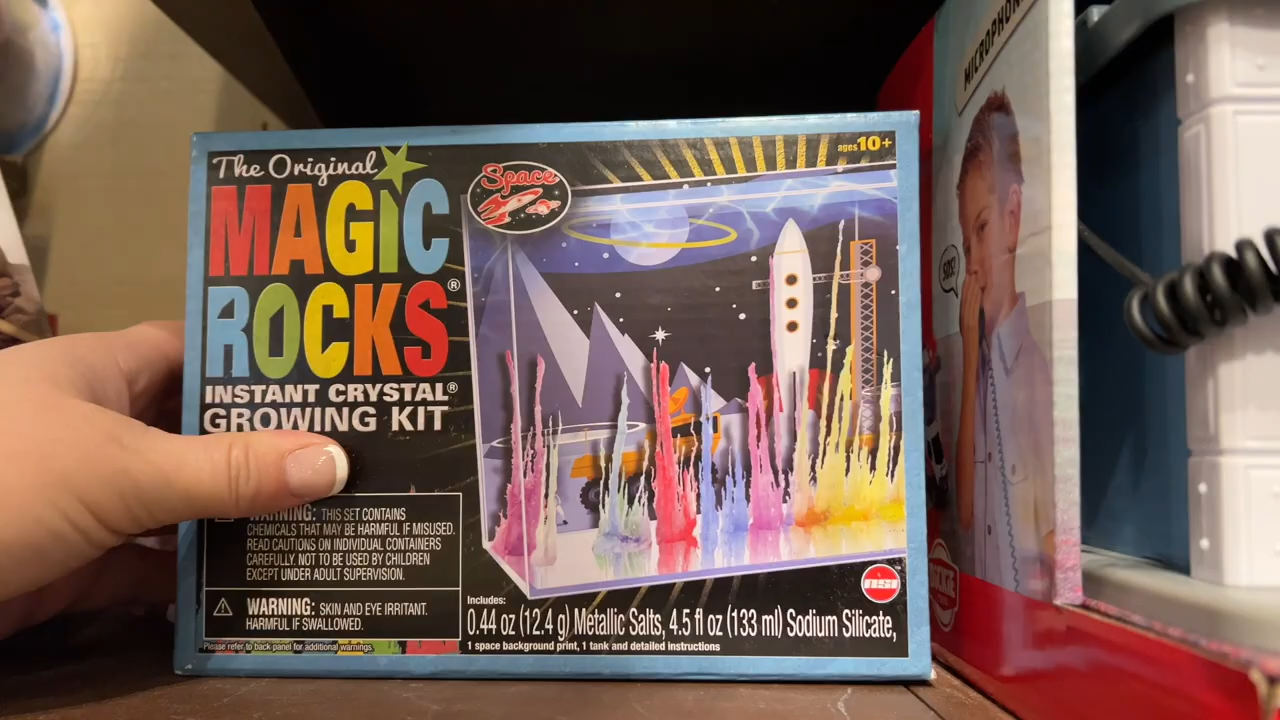 The Original
MAGIC
ROCKS®
INSTANT CRYSTAL®
GROWING KIT
Space
ages 10+
WARNING: THIS SET CONTAINS
CHEMICALS THAT MAY BE HARMFUL IF MISUSED.
READ CAUTIONS ON INDIVIDUAL CONTAINERS
CAREFULLY. NOT TO BE USED BY CHILDREN
EXCEPT UNDER ADULT SUPERVISION.
WARNING: SKIN AND EYE IRRITANT.
HARMFUL IF SWALLOWED.
Please refer to back panel for additional warnings.
Includes:
0.44 oz (12.4 g) Metallic Salts, 4.5 fl oz (133 ml) Sodium Silicate,
1 space background print, 1 tank and detailed instructions
NSI
MICROPHON
SOS!